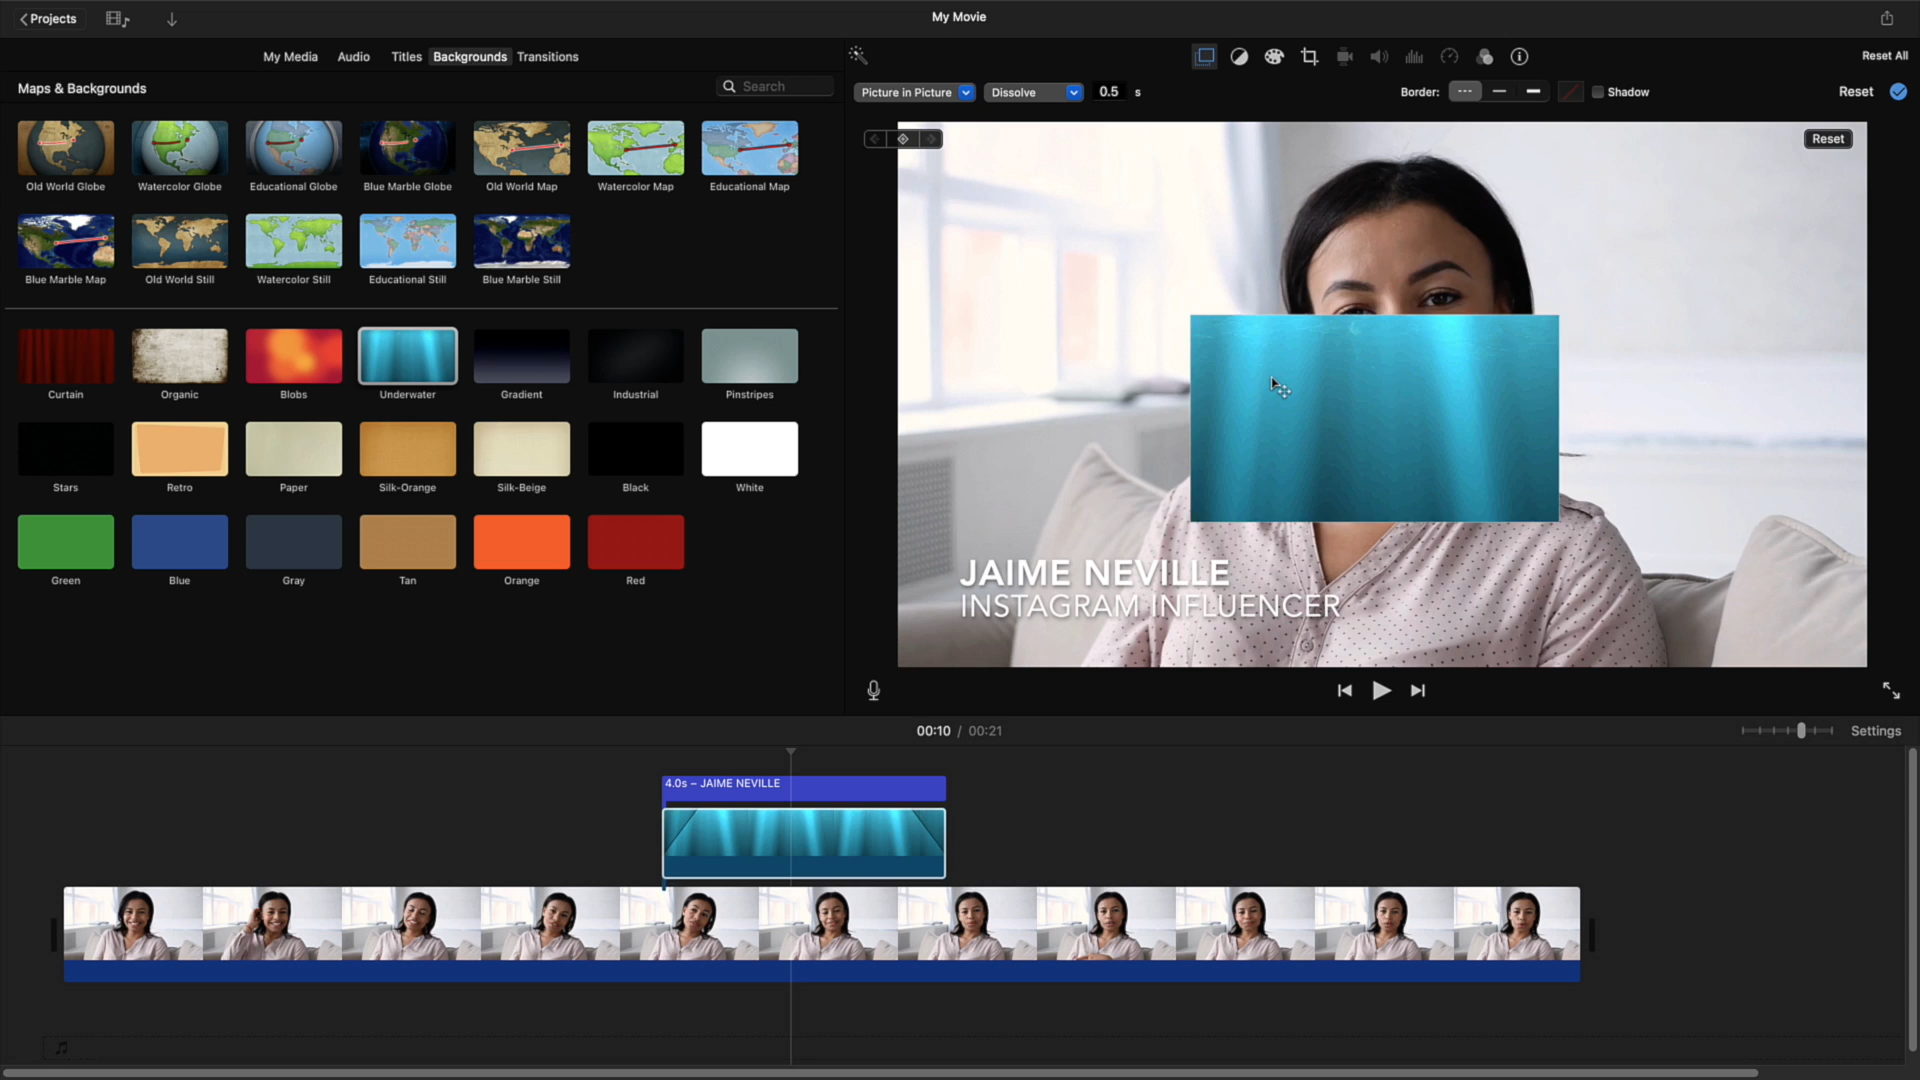 Projects
My Movie
My Media
Audio
Titles
Backgrounds
Transitions
Reset All
Maps & Backgrounds
Search
Picture in Picture
Dissolve
0.5 s
Border:
Shadow
Reset
Reset
Old World Globe
Watercolor Globe
Educational Globe
Blue Marble Globe
Old World Map
Watercolor Map
Educational Map
Blue Marble Map
Old World Still
Watercolor Still
Educational Still
Blue Marble Still
Curtain
Organic
Blobs
Underwater
Gradient
Industrial
Pinstripes
Stars
Retro
Paper
Silk-Orange
Silk-Beige
Black
White
Green
Blue
Gray
Tan
Orange
Red
JAIME NEVILLE
INSTAGRAM INFLUENCER
00:10 / 00:21
Settings
4.0s – JAIME NEVILLE